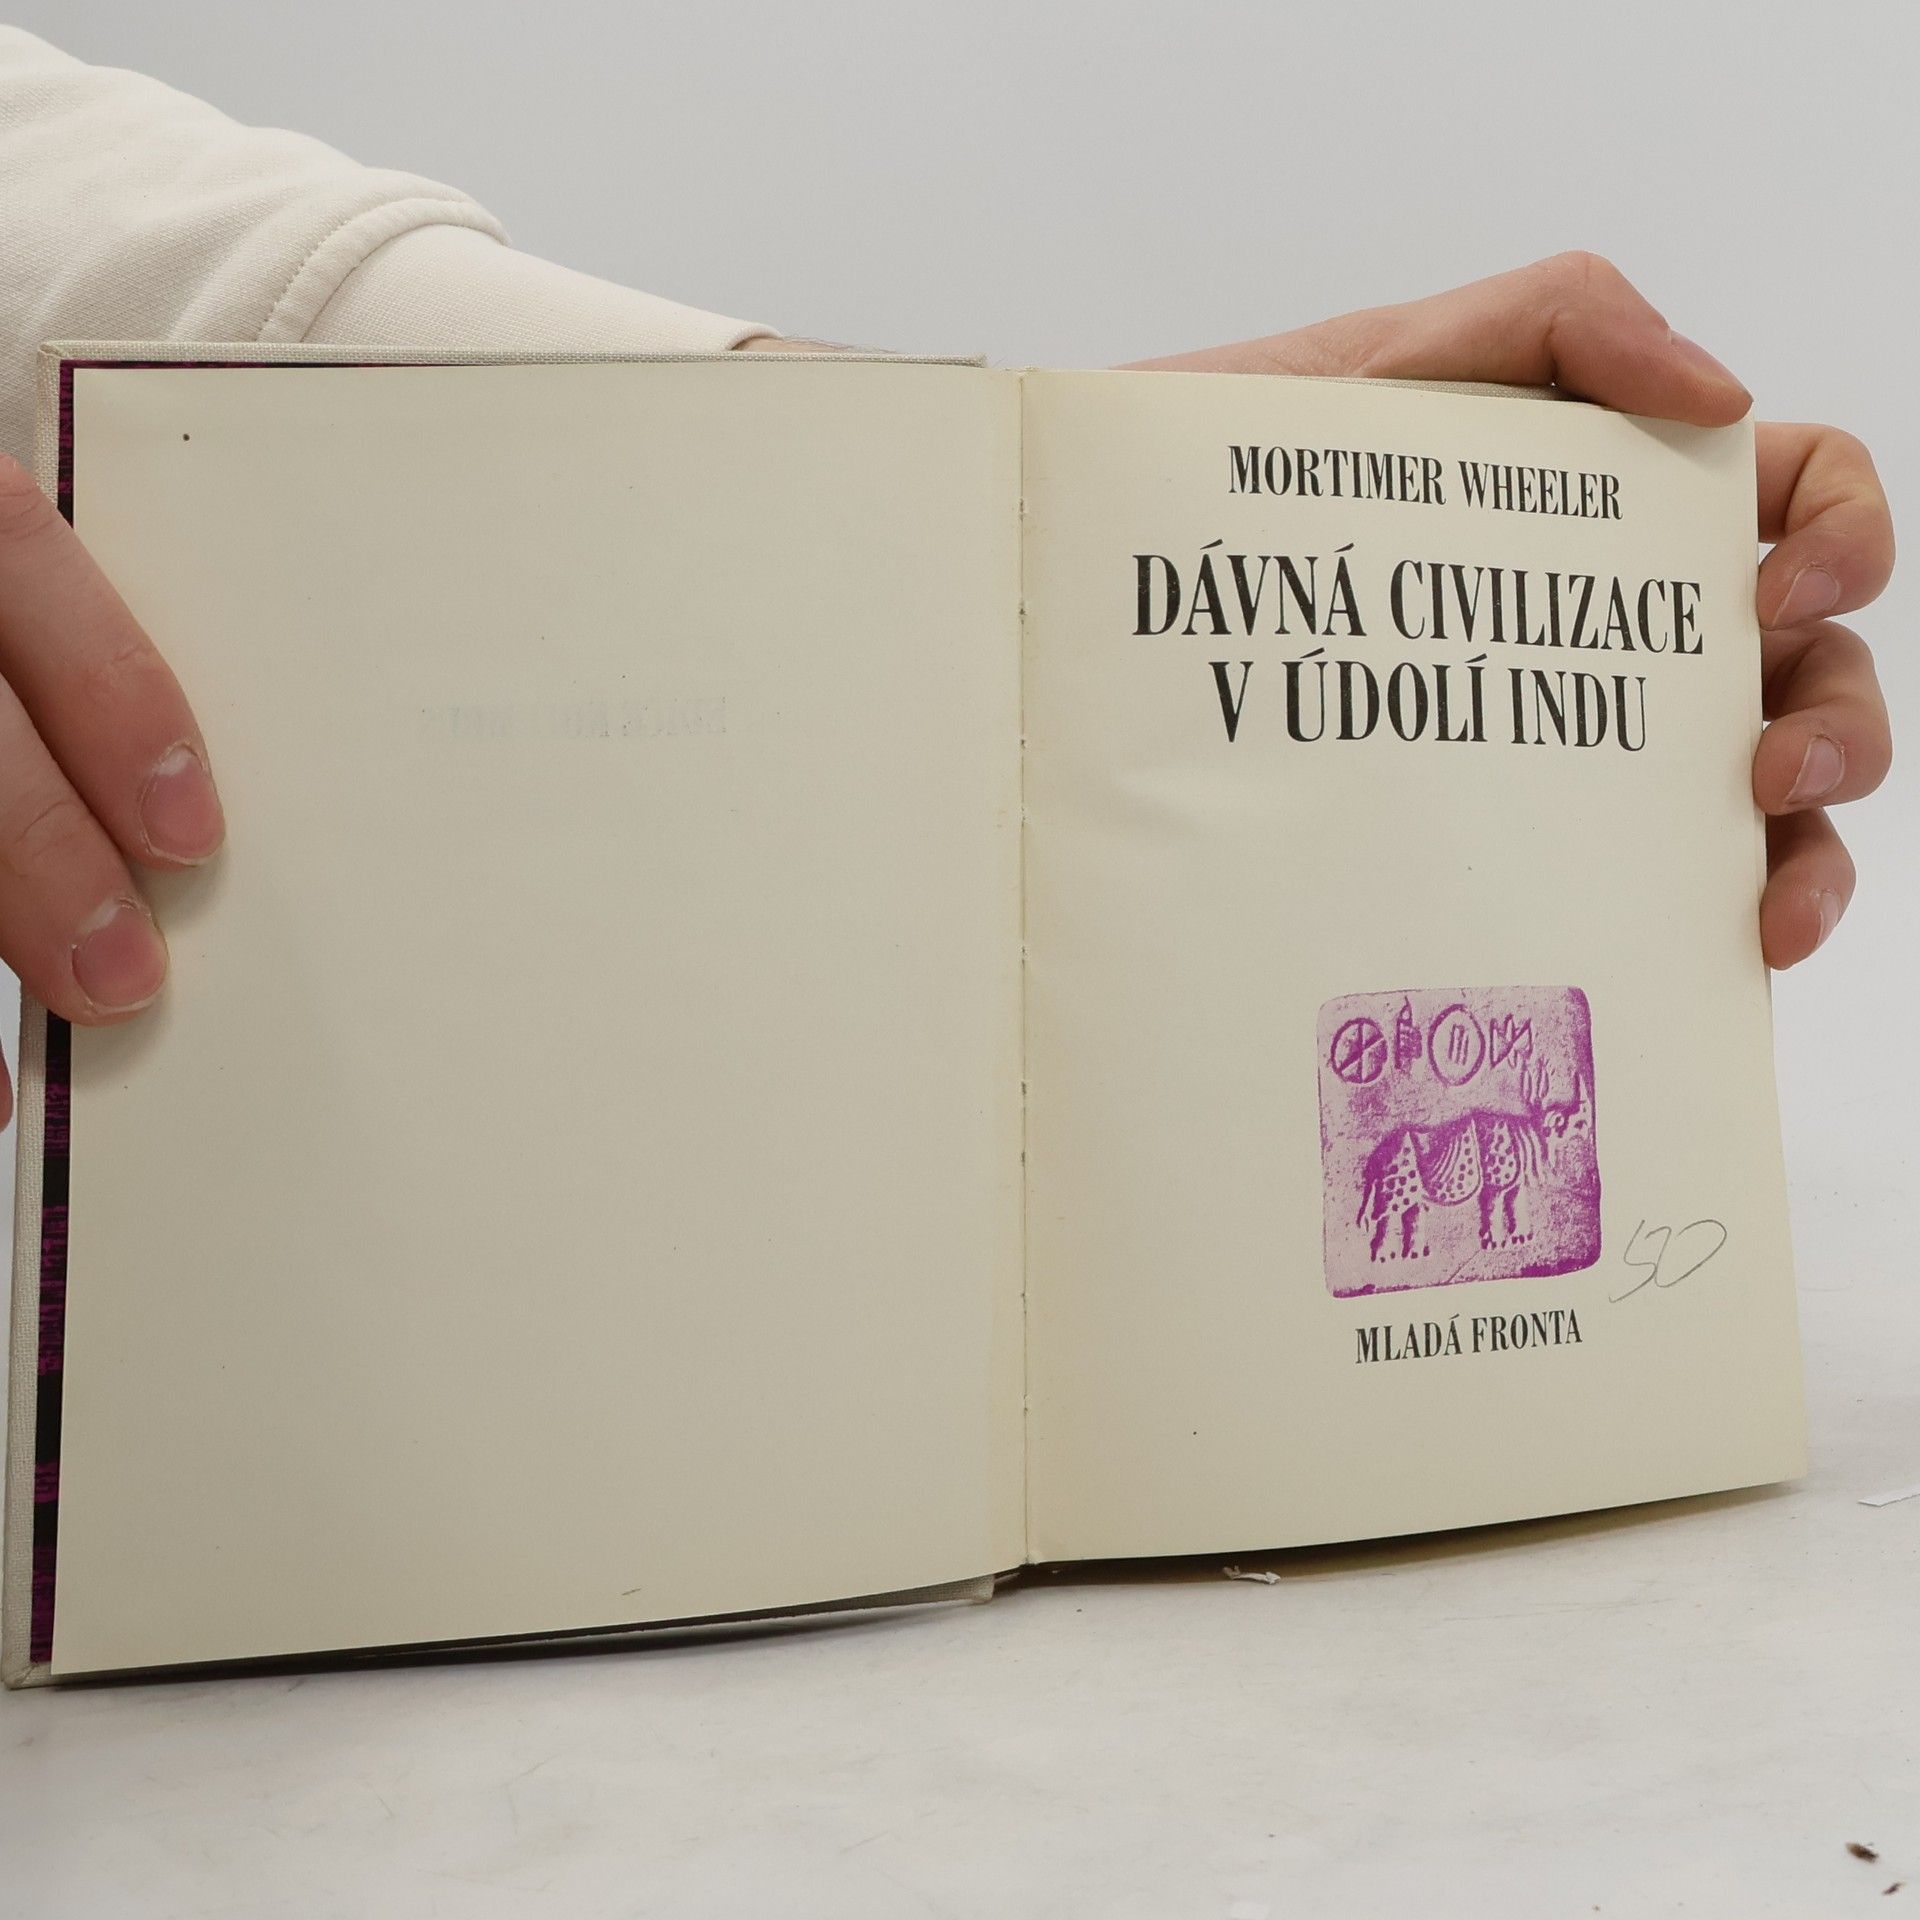 MORTIMER WHEELER
DÁVNÁ CIVILIZACE
V ÚDOLÍ INDU
50
MLADÁ FRONTA